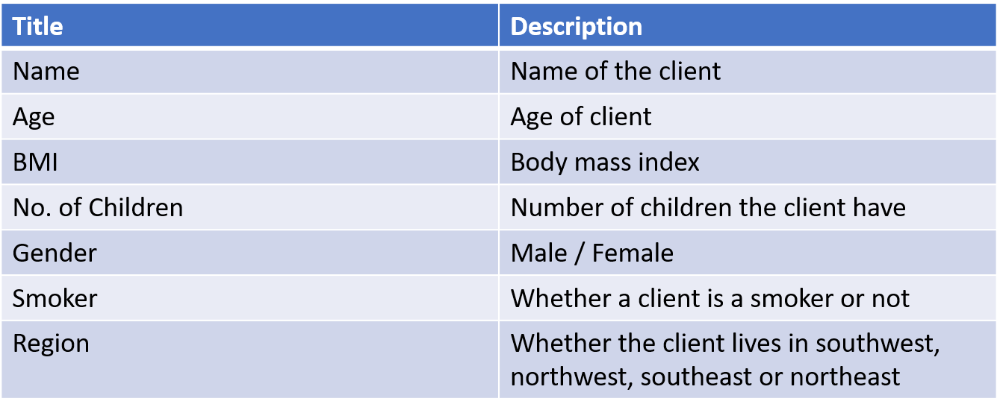 Title Description
Name Name of the client
Age Age of client
BMI Body mass index
No. of Children Number of children the client have
Gender Male / Female
Smoker Whether a client is a smoker or not
Region Whether the client lives in southwest,
northwest, southeast or northeast